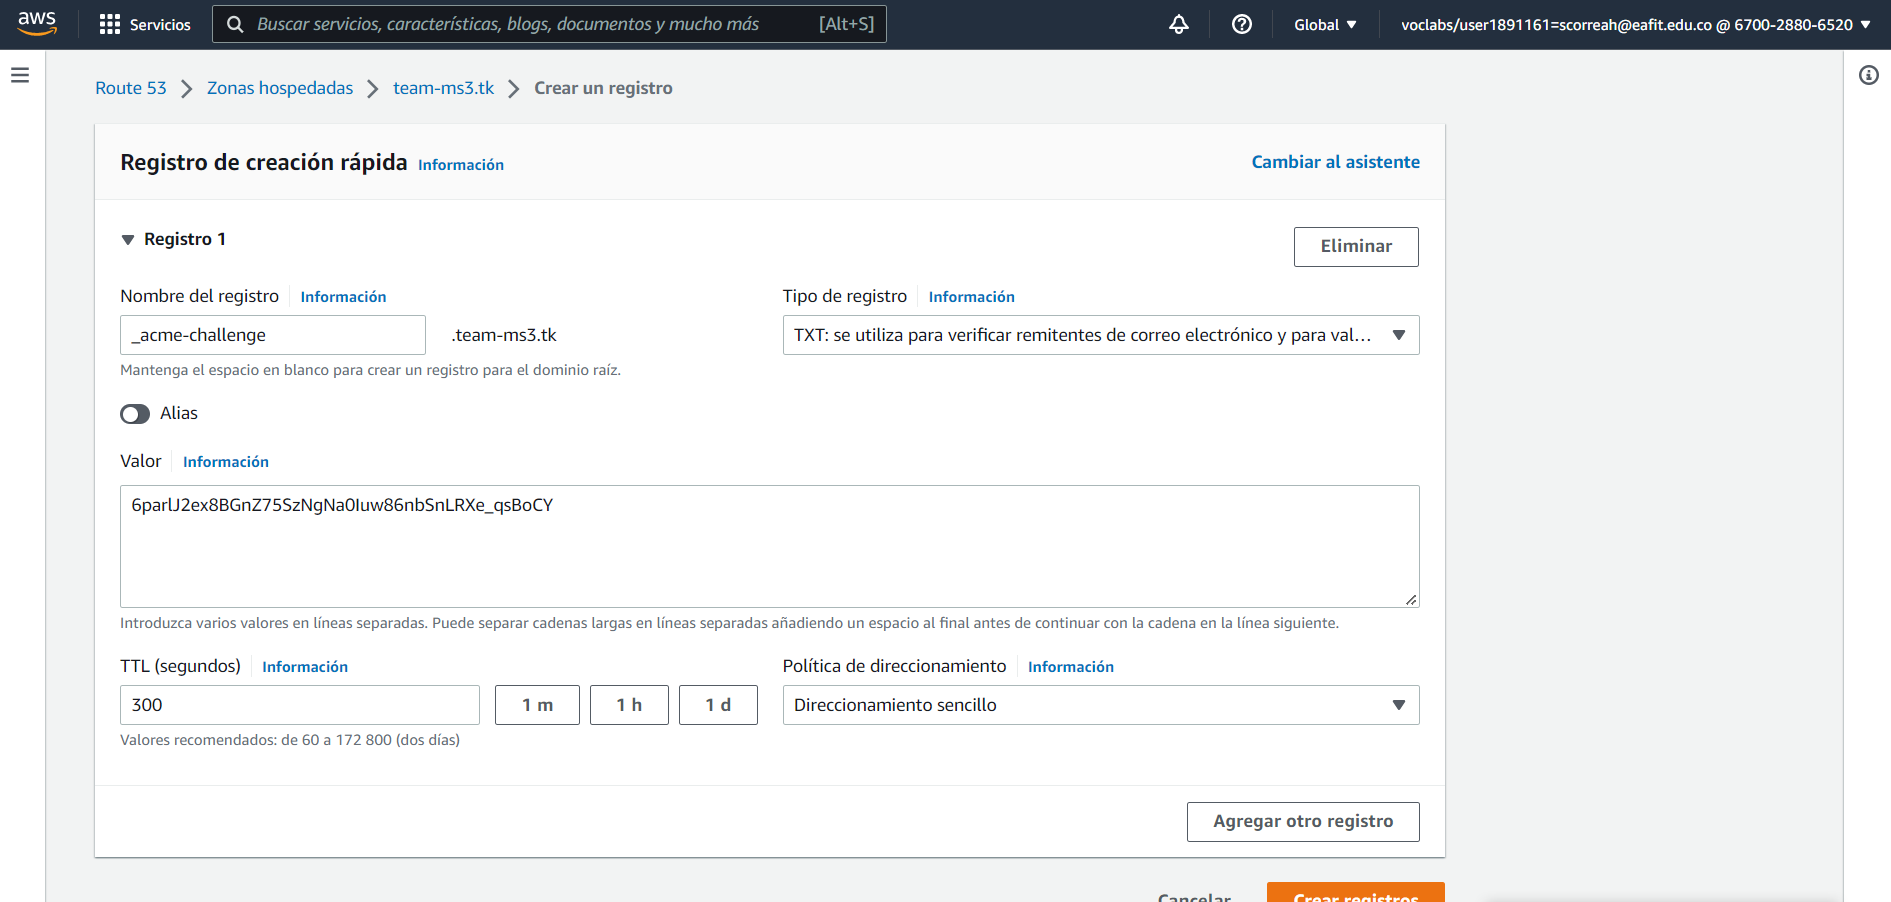 aws
Servicios
Buscar servicios, características, blogs, documentos y mucho más [Alt+S]
Global
voclabs/user1891161=scorreah@eafit.edu.co @ 6700-2880-6520
Route 53 > Zonas hospedadas > team-ms3.tk > Crear un registro
Registro de creación rápida Información
Cambiar al asistente
Registro 1
Eliminar
Nombre del registro Información
Tipo de registro Información
_acme-challenge .team-ms3.tk
TXT: se utiliza para verificar remitentes de correo electrónico y para val...
Mantenga el espacio en blanco para crear un registro para el dominio raíz.
Alias
Valor Información
6parlJ2ex8BGnZ75SzNgNa0Iuw86nbSnLRXe_qsBoCY
Introduzca varios valores en líneas separadas. Puede separar cadenas largas en líneas separadas añadiendo un espacio al final antes de continuar con la cadena en la línea siguiente.
TTL (segundos) Información
Política de direccionamiento Información
300 1 m 1 h 1 d
Direccionamiento sencillo
Valores recomendados: de 60 a 172 800 (dos días)
Agregar otro registro
Cancelar
Crear registros